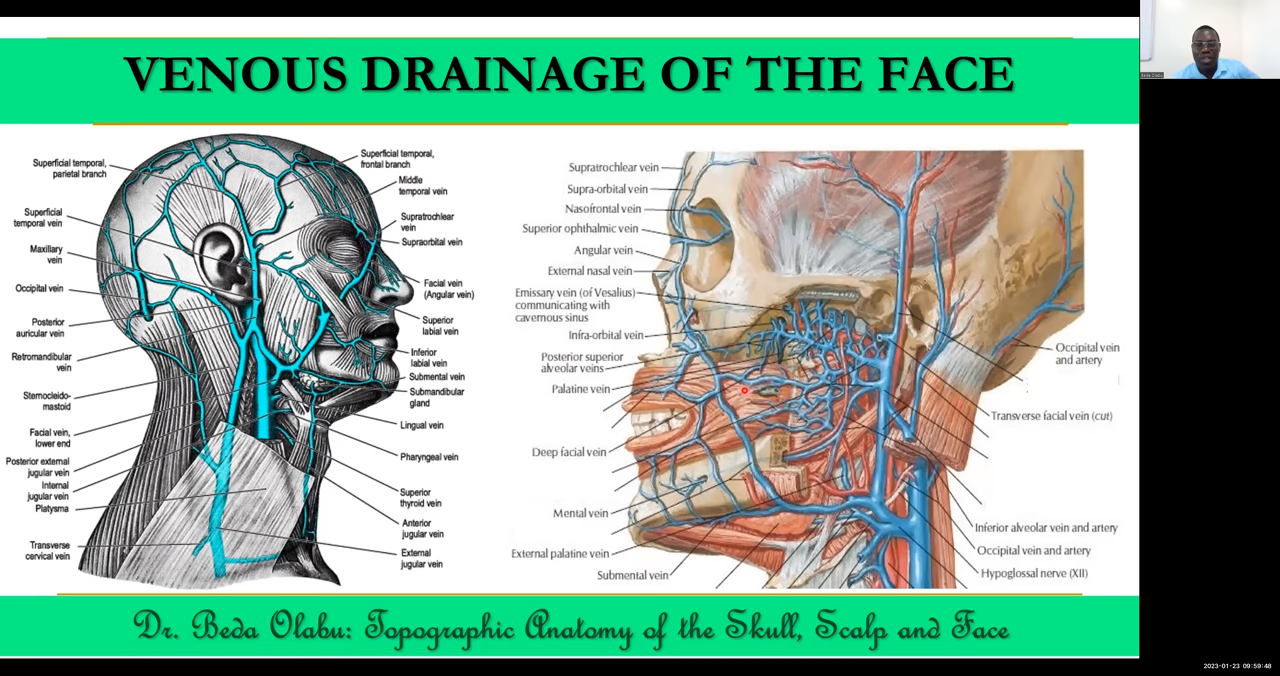 VENOUS DRAINAGE OF THE FACE
Superficial temporal,
parietal branch
Superficial
temporal vein
Maxillary
vein
Occipital vein
Posterior
auricular vein
Retromandibular
vein
Sternocleido-
mastoid
Facial vein,
lower end
Posterior external
jugular vein
Internal
jugular vein
Platysma
Transverse
cervical vein
Superficial temporal,
frontal branch
Middle
temporal vein
Supratrochlear
vein
Supraorbital vein
Facial vein
(Angular vein)
Superior
labial vein
Inferior
labial vein
Submental vein
Submandibular
gland
Lingual vein
Pharyngeal vein
Superior
thyroid vein
Anterior
jugular vein
External
jugular vein
Supratrochlear vein
Supra-orbital vein
Nasofrontal vein
Superior ophthalmic vein
Angular vein
External nasal vein
Emissary vein (of Vesalius)
communicating with
cavernous sinus
Infra-orbital vein
Posterior superior
alveolar veins
Palatine vein
Deep facial vein
Mental vein
External palatine vein
Submental vein
Occipital vein
and artery
Transverse facial vein (cut)
Inferior alveolar vein and artery
Occipital vein and artery
Hypoglossal nerve (XII)
Dr. Beda Olabu: Topographic Anatomy of the Skull, Scalp and Face
Beda Olabu
2023-01-23 09:59:48